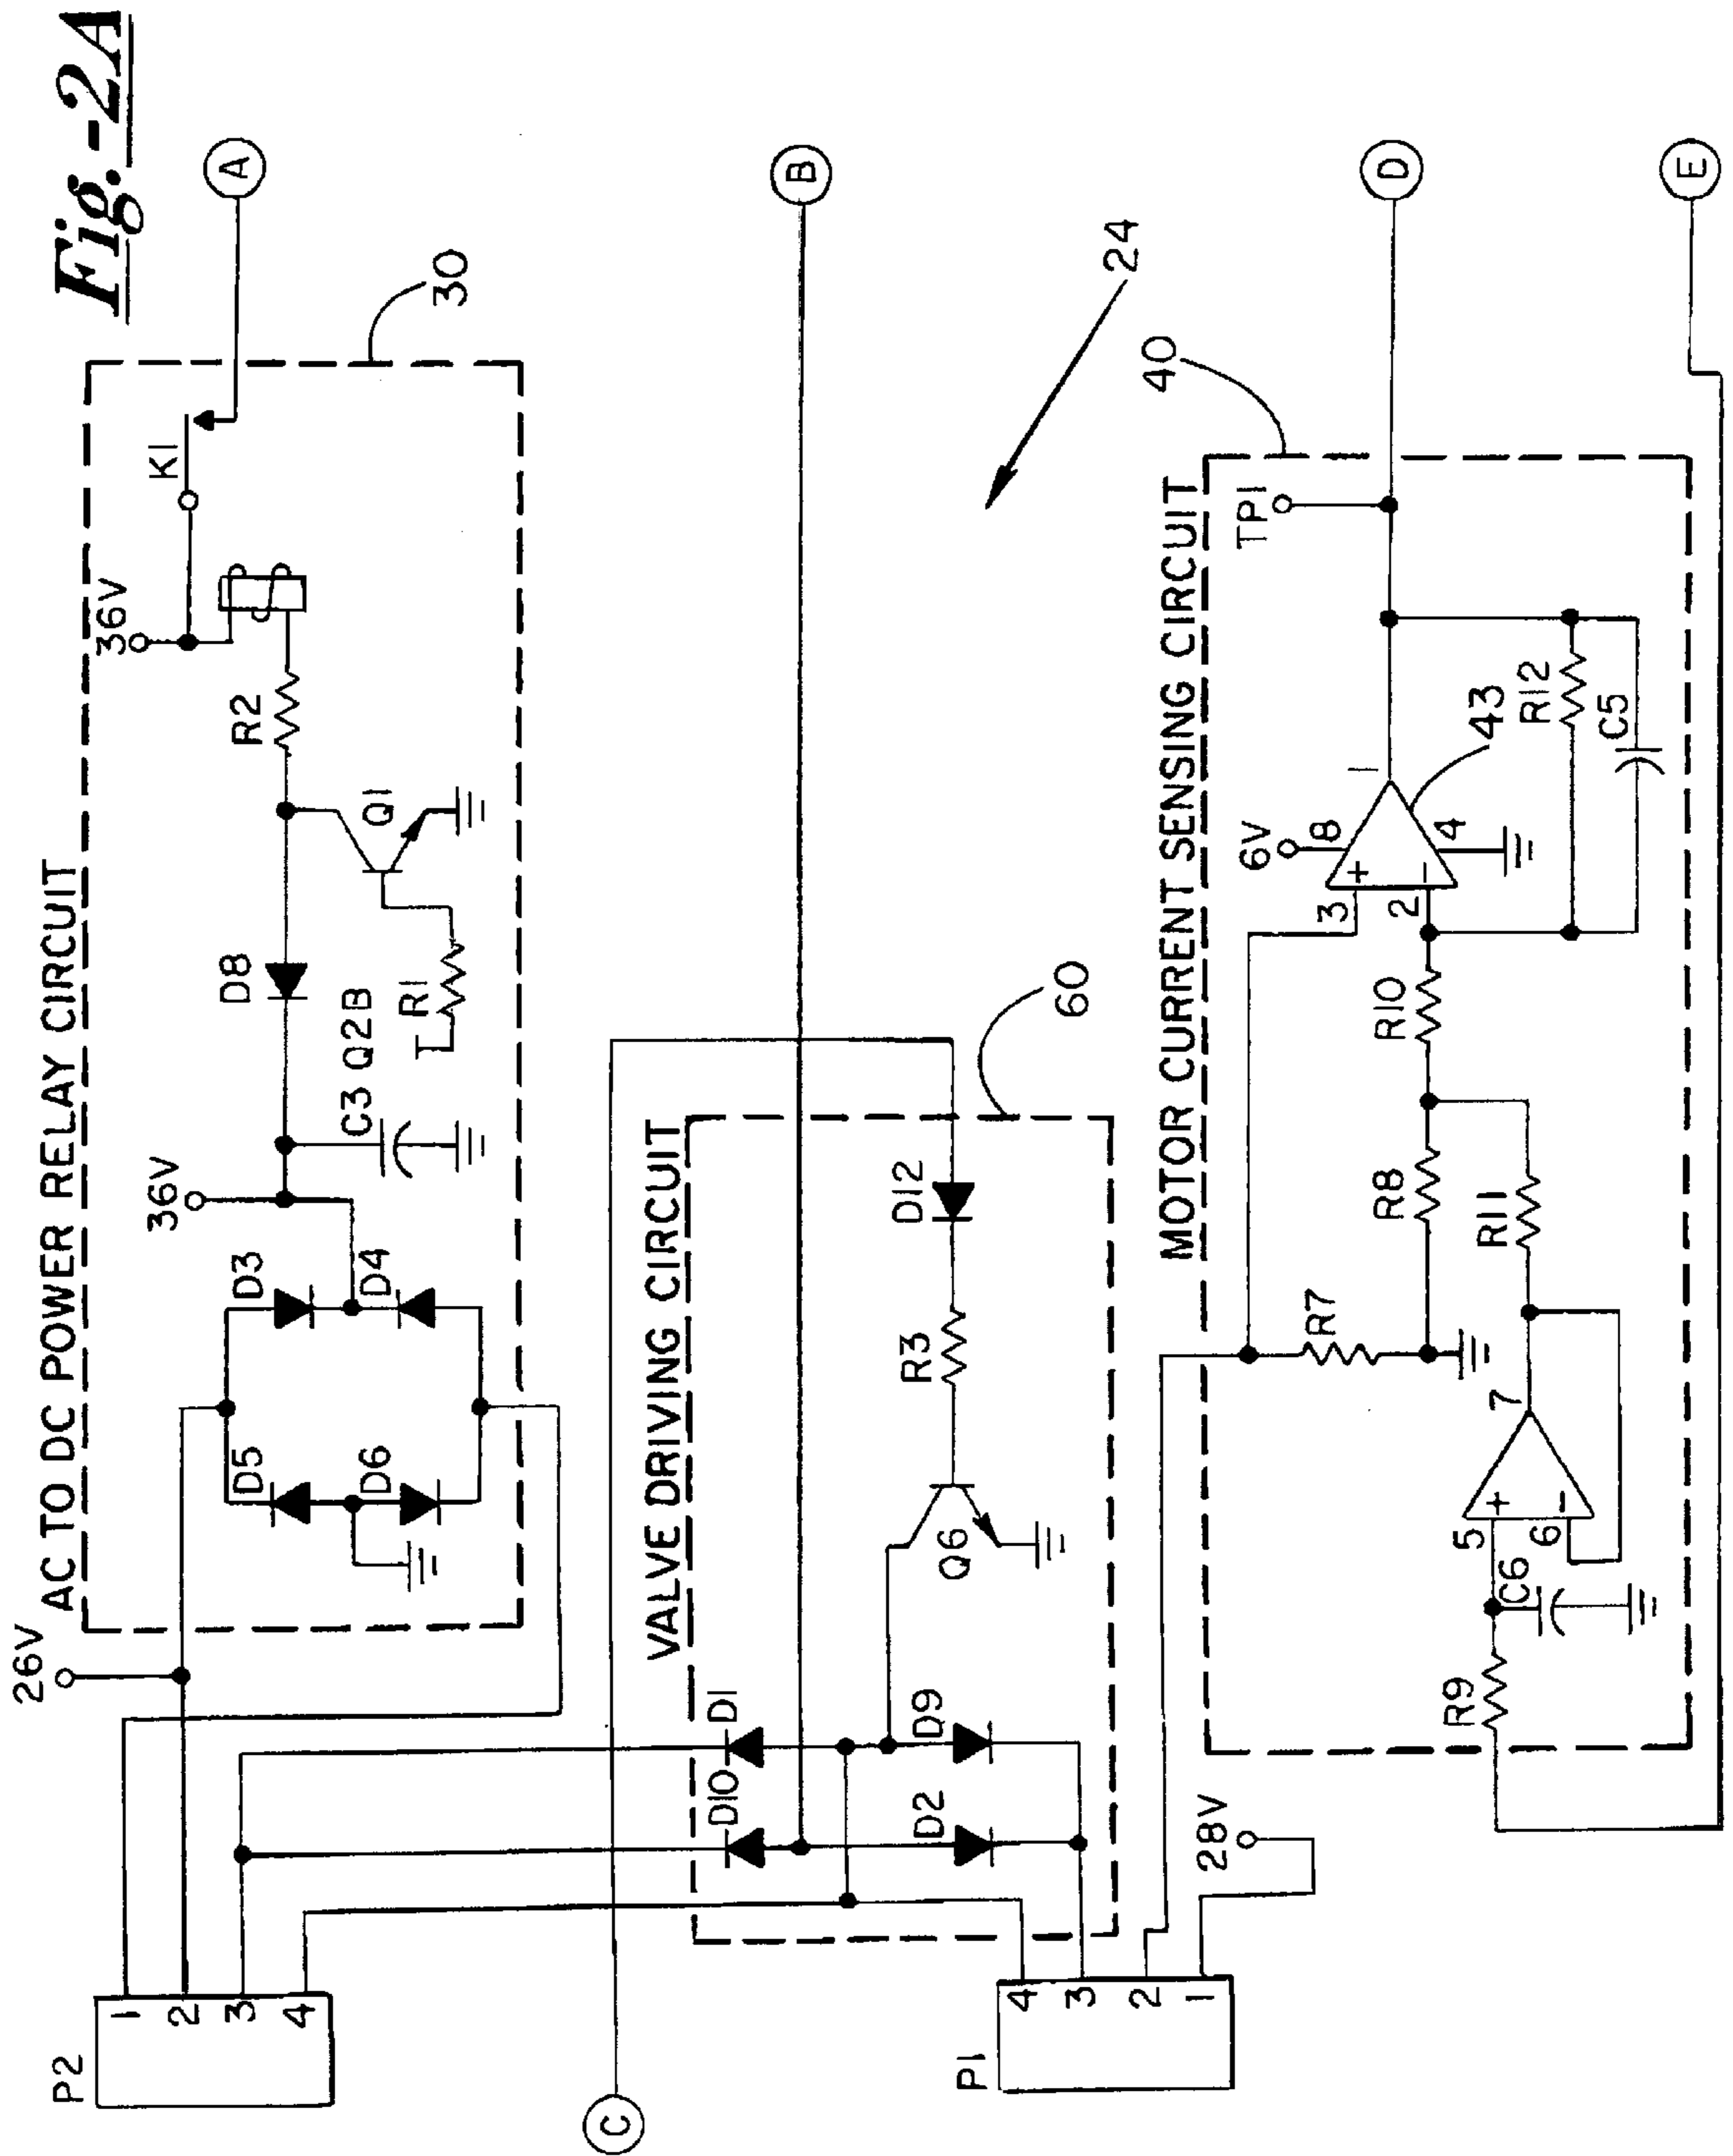 Fig.-2A
AC TO DC POWER RELAY CIRCUIT
26V
P2
1
2
3
4
D5
D6
D3
D4
36V
C3
Q2B
D8
R1
Q1
R2
36V
K1
A
30
C
VALVE DRIVING CIRCUIT
D10
D1
D2
D9
Q6
R3
D12
60
B
24
P1
4
3
2
1
28V
MOTOR CURRENT SENSING CIRCUIT
40
R9
C6
5
6
+
-
7
R7
R8
R11
R10
3
2
+
-
6V
8
4
1
43
R12
C5
TP1
D
E